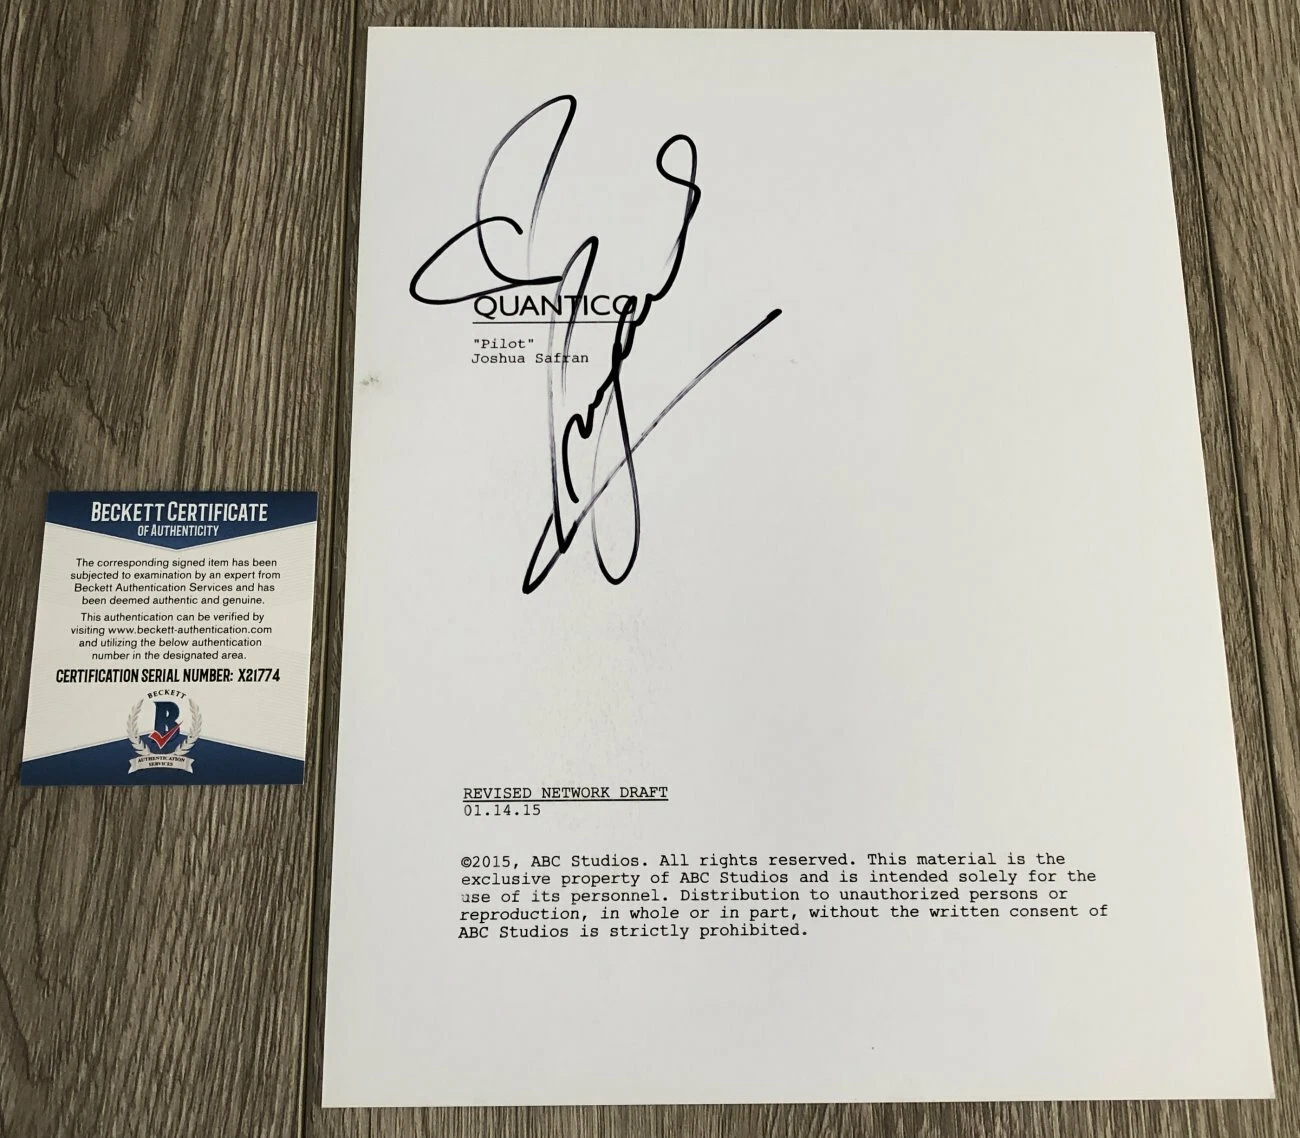 QUANTICO
"Pilot"
Joshua Safran
REVISED NETWORK DRAFT
01.14.15
©2015, ABC Studios. All rights reserved. This material is the
exclusive property of ABC Studios and is intended solely for the
use of its personnel. Distribution to unauthorized persons or
reproduction, in whole or in part, without the written consent of
ABC Studios is strictly prohibited.
BECKETT CERTIFICATE
OF AUTHENTICITY
The corresponding signed item has been
subjected to examination by an expert from
Beckett Authentication Services and has
been deemed authentic and genuine.
This authentication can be verified by
visiting www.beckett-authentication.com
and utilizing the below authentication
number in the designated area.
CERTIFICATION SERIAL NUMBER: X21774
BECKETT
B
AUTHENTICATION
SERVICES